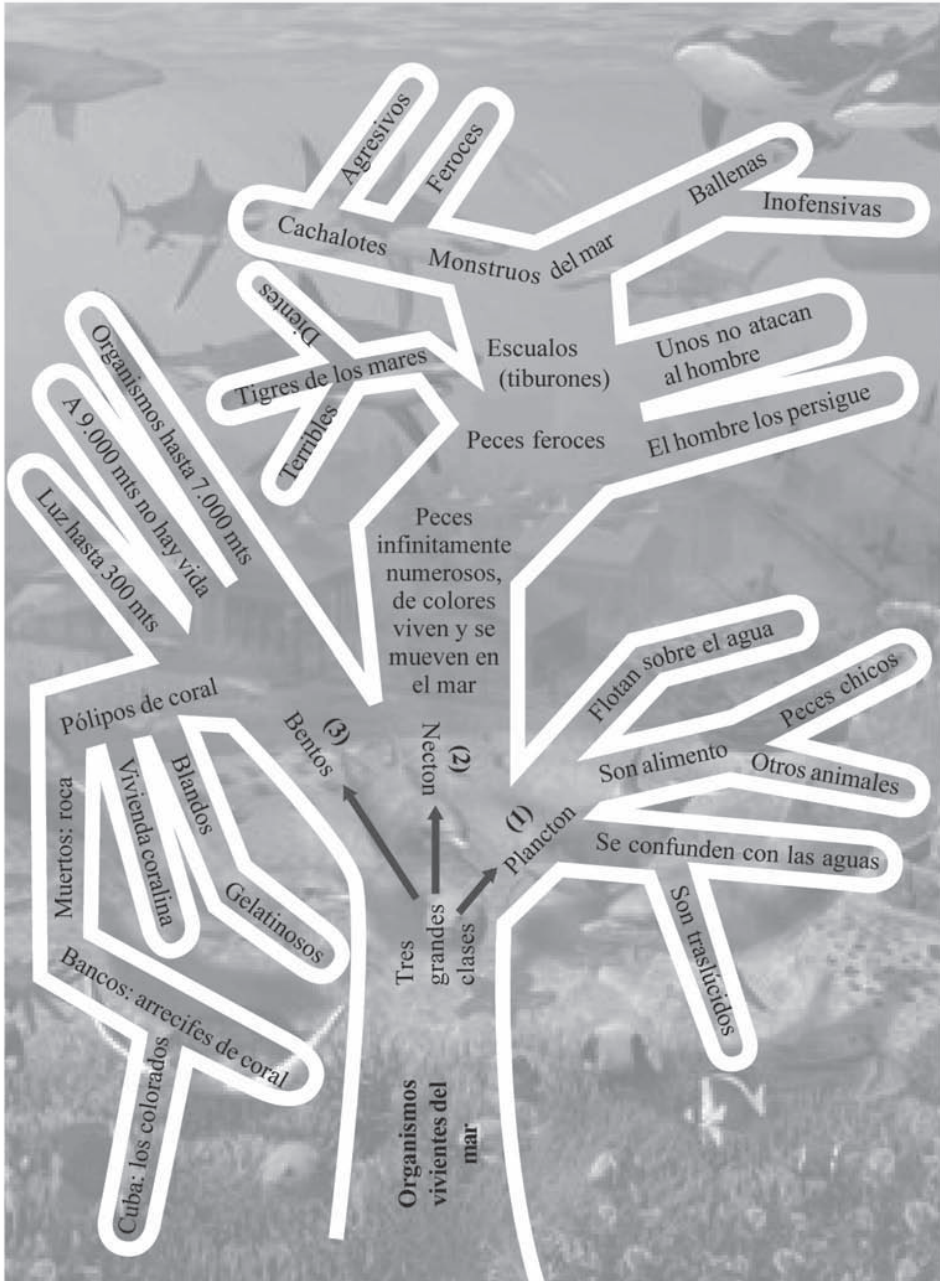 Organismos
vivientes del
mar
Tres
grandes
clases
(1)
Plancton
Se confunden con las aguas
Son traslúcidos
Son alimento
Otros animales
Peces chicos
Flotan sobre el agua
(2)
Necton
Peces
infinitamente
numerosos,
de colores
viven y se
mueven en
el mar
Peces feroces
Escualos
(tiburones)
Tigres de los mares
Terribles
Dientes
Monstruos del mar
Cachalotes
Agresivos
Feroces
Ballenas
Inofensivas
Unos no atacan
al hombre
El hombre los persigue
(3)
Bentos
Pólipos de coral
Blandos
Gelatinosos
Vivienda coralina
Muertos: roca
Bancos: arrecifes de coral
Cuba: los colorados
Luz hasta 300 mts
A 9.000 mts no hay vida
Organismos hasta 7.000 mts